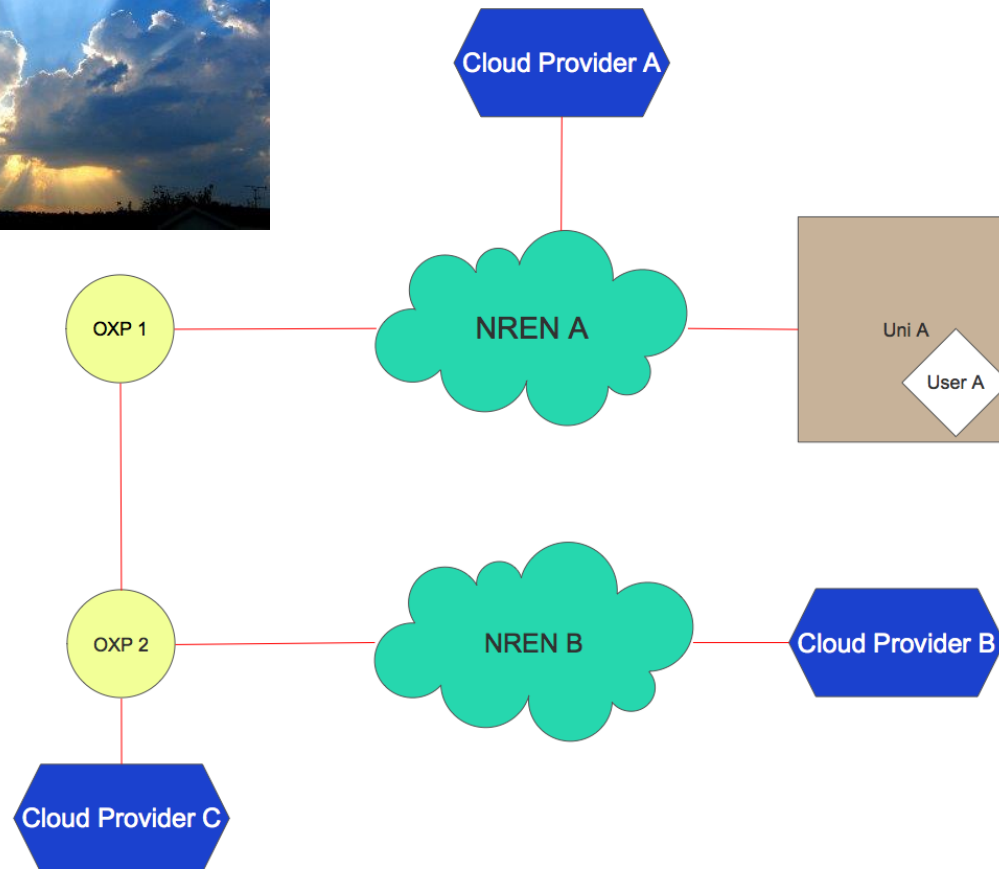 Cloud Provider A
OXP 1
NREN A
Uni A
User A
OXP 2
NREN B
Cloud Provider B
Cloud Provider C